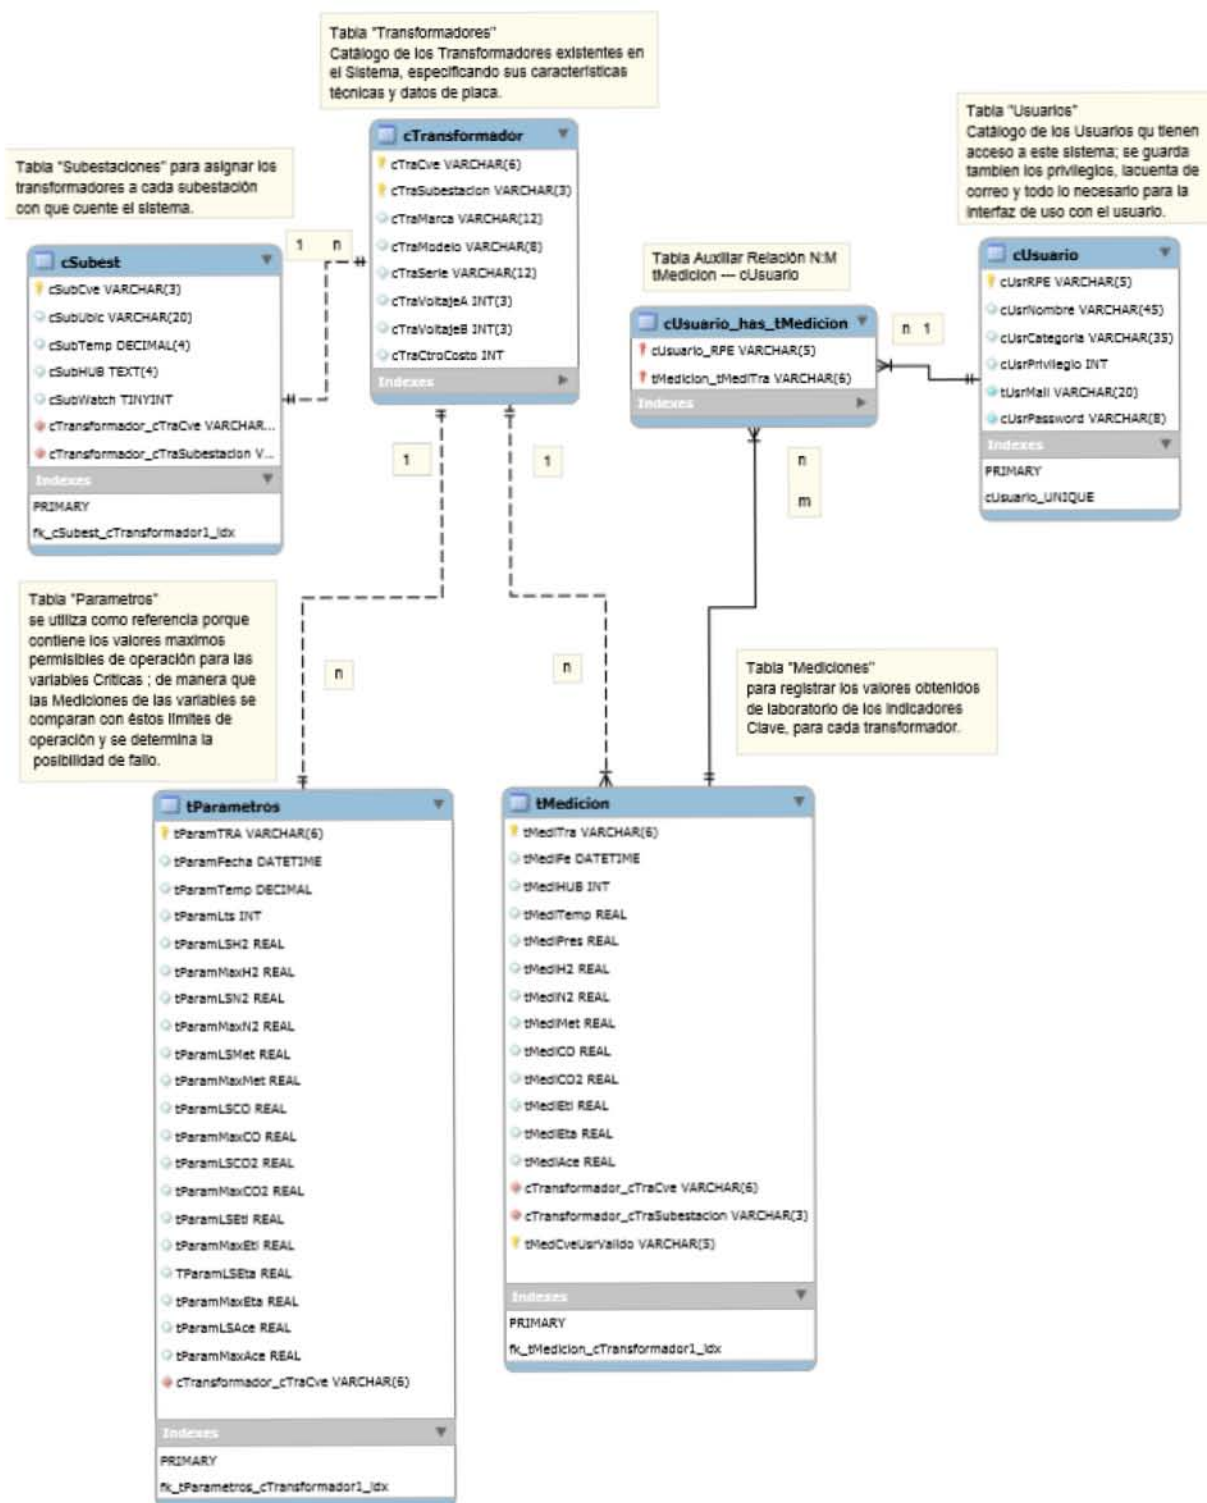 Tabla "Transformadores"
Catálogo de los Transformadores existentes en
el Sistema, especificando sus características
técnicas y datos de placa.
Tabla "Subestaciones" para asignar los
transformadores a cada subestación
con que cuente el sistema.
Tabla "Usuarios"
Catálogo de los Usuarios qu tienen
acceso a este sistema; se guarda
tambien los privilegios, lacuenta de
correo y todo lo necesario para la
interfaz de uso con el usuario.
cTransformador
cTraCve VARCHAR(6)
cTraSubestacion VARCHAR(3)
cTraMarca VARCHAR(12)
cTraModelo VARCHAR(8)
cTraSerie VARCHAR(12)
cTraVoltajeA INT(3)
cTraVoltajeB INT(3)
cTraCtroCosto INT
Indexes
1 n
cSubest
cSubCve VARCHAR(3)
cSubUbic VARCHAR(20)
cSubTemp DECIMAL(4)
cSubHUB TEXT(4)
cSubWatch TINYINT
cTransformador_cTraCve VARCHAR...
cTransformador_cTraSubestacion V...
Indexes
PRIMARY
fk_cSubest_cTransformador1_idx
Tabla Auxiliar Relación N:M
tMedicion --- cUsuario
cUsuario_has_tMedicion
cUsuario_RPE VARCHAR(5)
tMedicion_tMediTra VARCHAR(6)
Indexes
n 1
cUsuario
cUsrRPE VARCHAR(5)
cUsrNombre VARCHAR(45)
cUsrCategoria VARCHAR(35)
cUsrPrivilegio INT
tUsrMail VARCHAR(20)
cUsrPassword VARCHAR(8)
Indexes
PRIMARY
cUsuario_UNIQUE
1
1
n
m
Tabla "Parametros"
se utiliza como referencia porque
contiene los valores maximos
permisibles de operación para las
variables Criticas ; de manera que
las Mediciones de las variables se
comparan con éstos límites de
operación y se determina la
posibilidad de fallo.
n
n
Tabla "Mediciones"
para registrar los valores obtenidos
de laboratorio de los Indicadores
Clave, para cada transformador.
tParametros
tParamTRA VARCHAR(6)
tParamFecha DATETIME
tParamTemp DECIMAL
tParamLts INT
tParamLSH2 REAL
tParamMaxH2 REAL
tParamLSN2 REAL
tParamMaxN2 REAL
tParamLSMet REAL
tParamMaxMet REAL
tParamLSCO REAL
tParamMaxCO REAL
tParamLSCO2 REAL
tParamMaxCO2 REAL
tParamLSEti REAL
tParamMaxEti REAL
TParamLSEta REAL
tParamMaxEta REAL
tParamLSAce REAL
tParamMaxAce REAL
cTransformador_cTraCve VARCHAR(6)
Indexes
PRIMARY
fk_tParametros_cTransformador1_idx
tMedicion
tMediTra VARCHAR(6)
tMediFe DATETIME
tMediHUB INT
tMediTemp REAL
tMediPres REAL
tMediH2 REAL
tMediN2 REAL
tMediMet REAL
tMediCO REAL
tMediCO2 REAL
tMediEti REAL
tMediEta REAL
tMediAce REAL
cTransformador_cTraCve VARCHAR(6)
cTransformador_cTraSubestacion VARCHAR(3)
tMedCveUsrValido VARCHAR(5)
Indexes
PRIMARY
fk_tMedicion_cTransformador1_idx